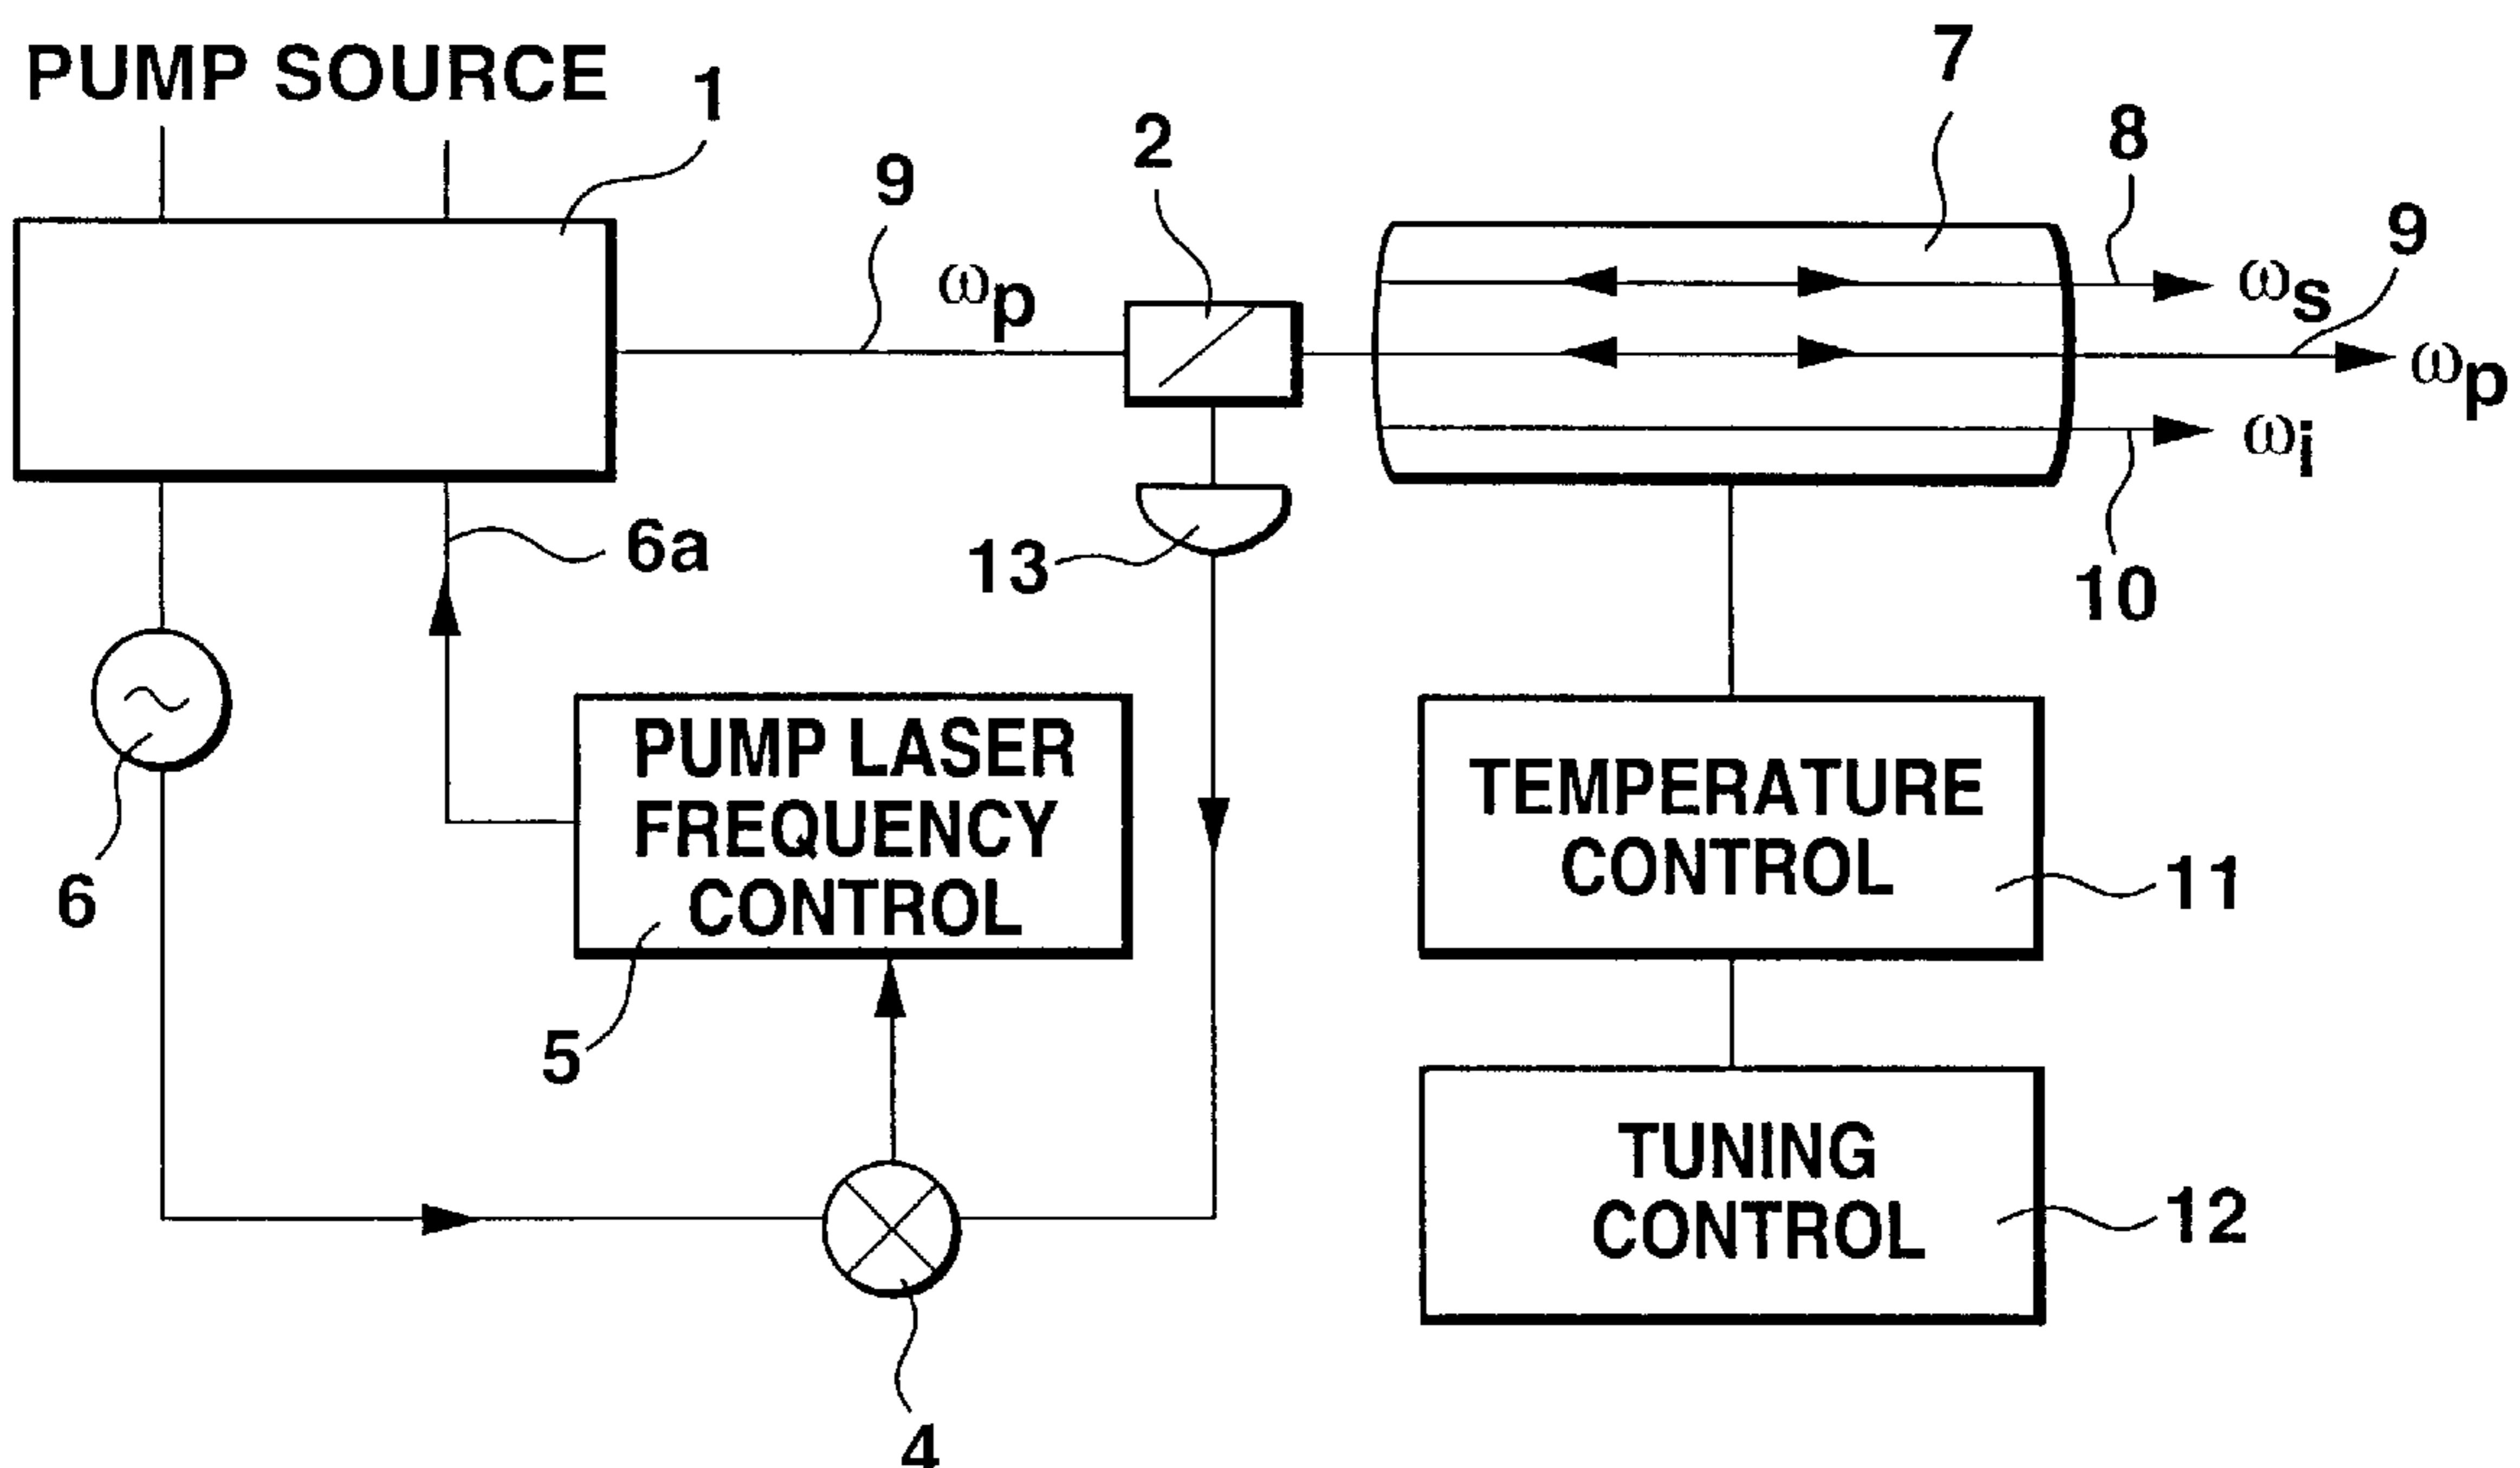 PUMP SOURCE
1
7
2
8
9
9
ωp
ωs
ωp
ωi
6a
13
10
6
PUMP LASER
FREQUENCY
CONTROL
TEMPERATURE
CONTROL
11
5
TUNING
CONTROL
12
4